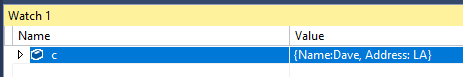 Watch 1
Name Value
c {Name:Dave, Address: LA}